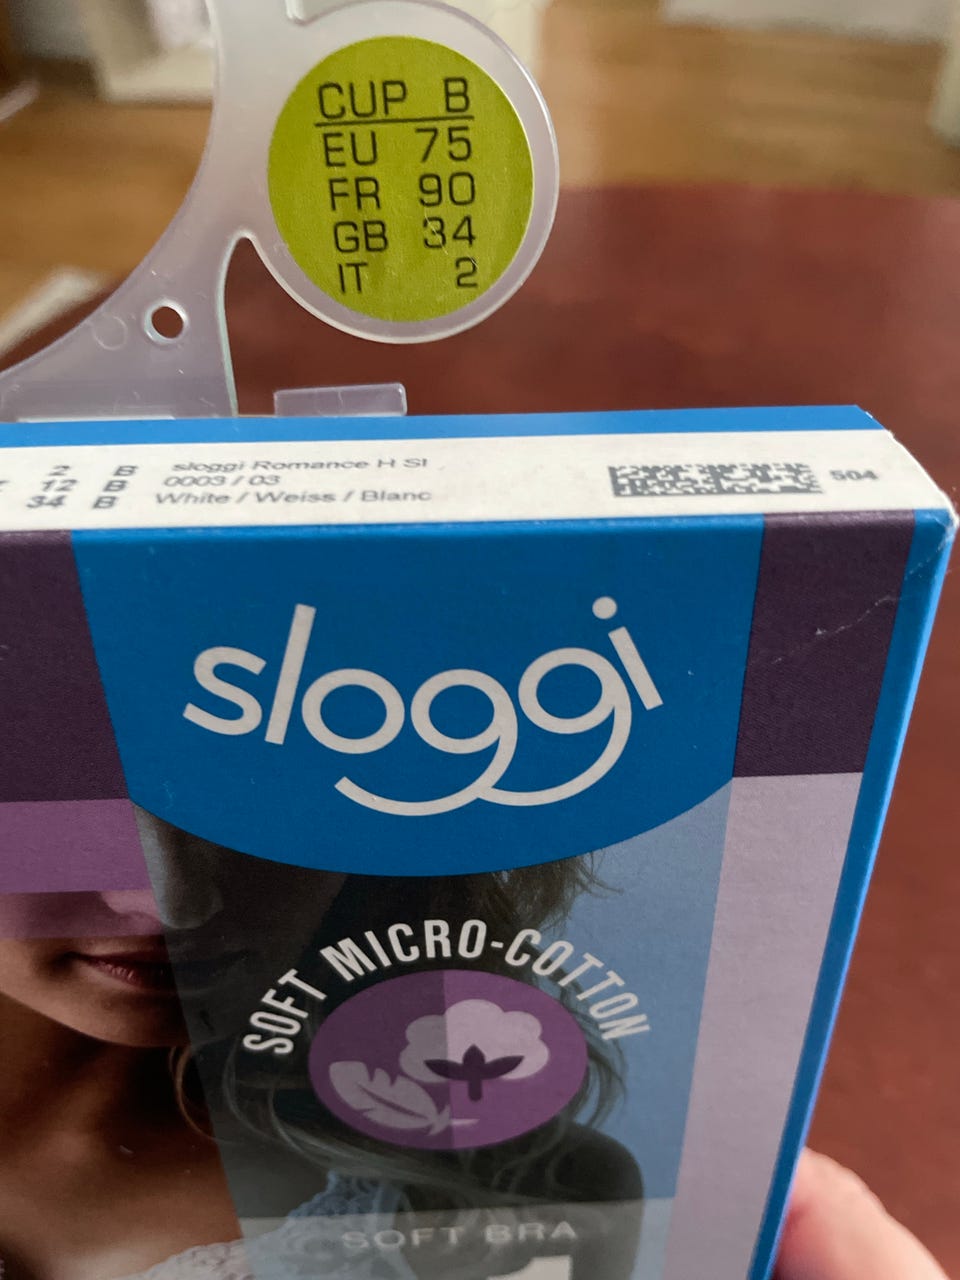 CUP B
EU 75
FR 90
GB 34
IT 2
2 B sloggi Romance H SI
12 B 0003 / 03
34 B White / Weiss / Blanc
504
sloggi
SOFT MICRO-COTTON
SOFT BRA